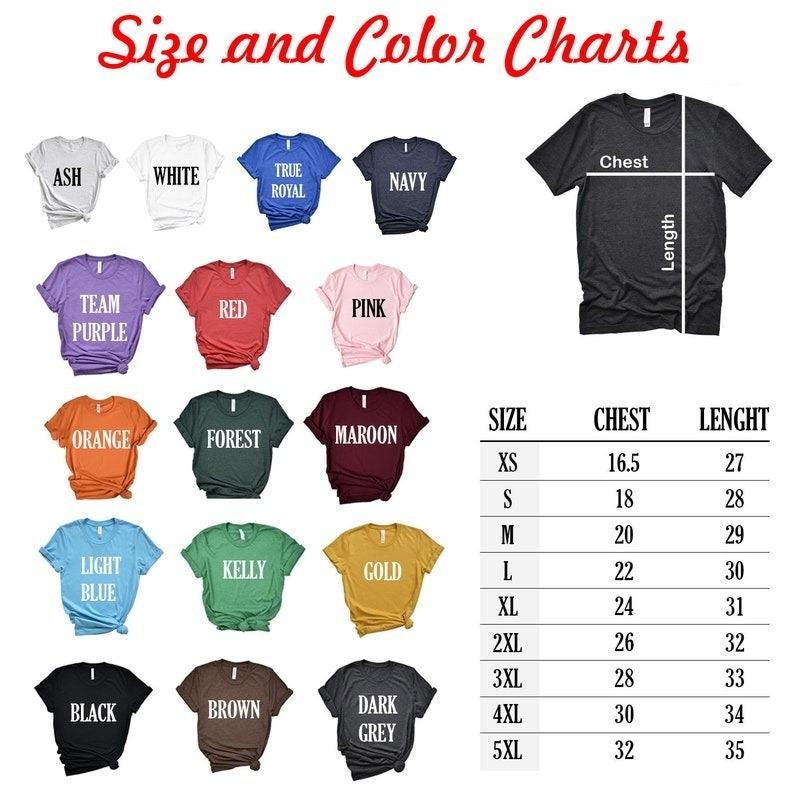 Size and Color Charts
ASH
WHITE
TRUE
ROYAL
NAVY
TEAM
PURPLE
RED
PINK
ORANGE
FOREST
MAROON
LIGHT
BLUE
KELLY
GOLD
BLACK
BROWN
DARK
GREY
Chest
Length
SIZE CHEST LENGHT
XS 16.5 27
S 18 28
M 20 29
L 22 30
XL 24 31
2XL 26 32
3XL 28 33
4XL 30 34
5XL 32 35